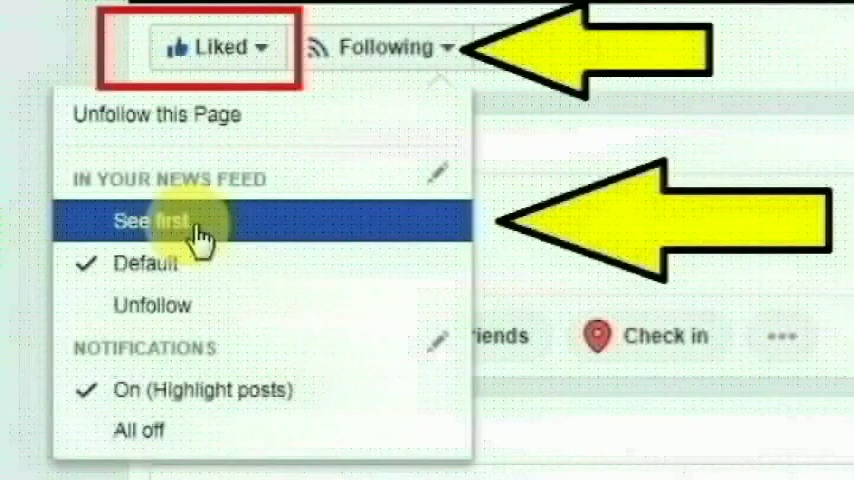 Liked Following
Unfollow this Page
IN YOUR NEWS FEED
See first
Default
Unfollow
riends Check in
NOTIFICATIONS
On (Highlight posts)
All off